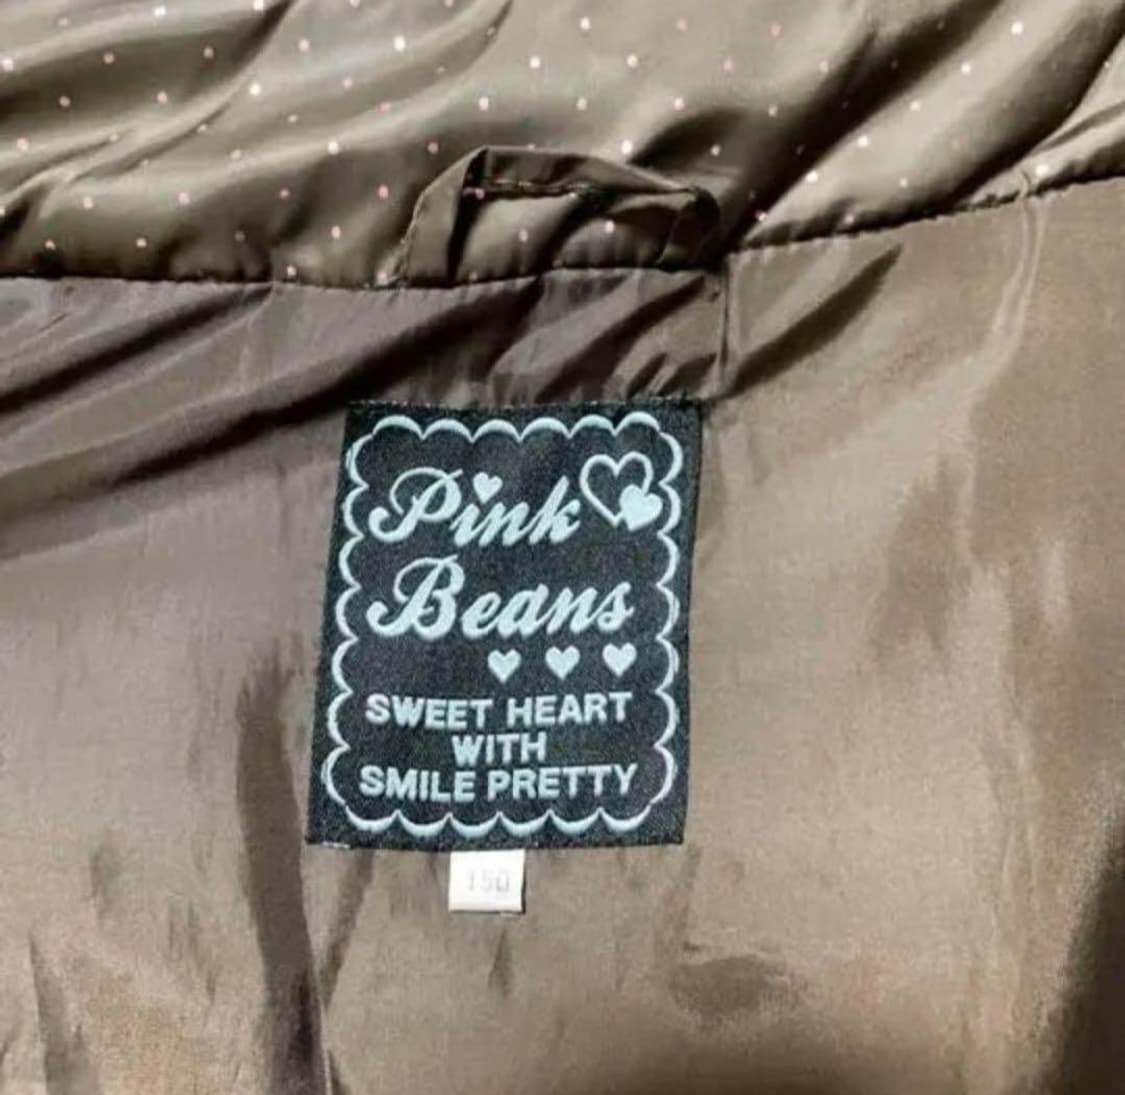 Pink
Beans
SWEET HEART
WITH
SMILE PRETTY
150